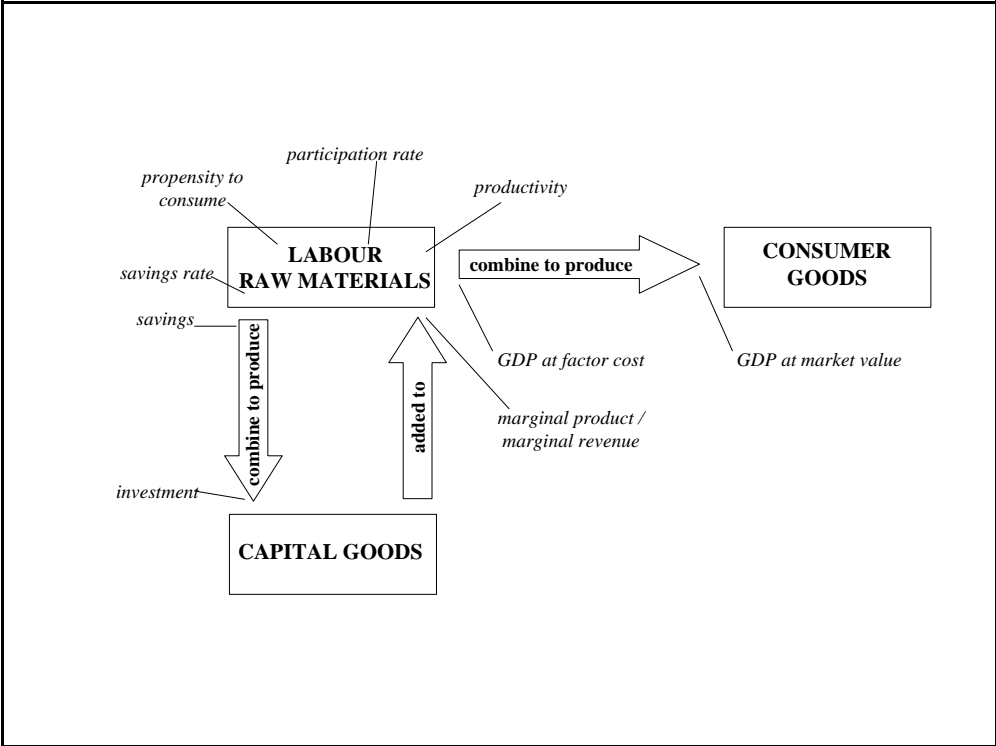 participation rate
propensity to
consume
productivity
LABOUR
RAW MATERIALS
combine to produce
CONSUMER
GOODS
savings rate
savings
combine to produce
added to
GDP at factor cost
GDP at market value
marginal product /
marginal revenue
investment
CAPITAL GOODS